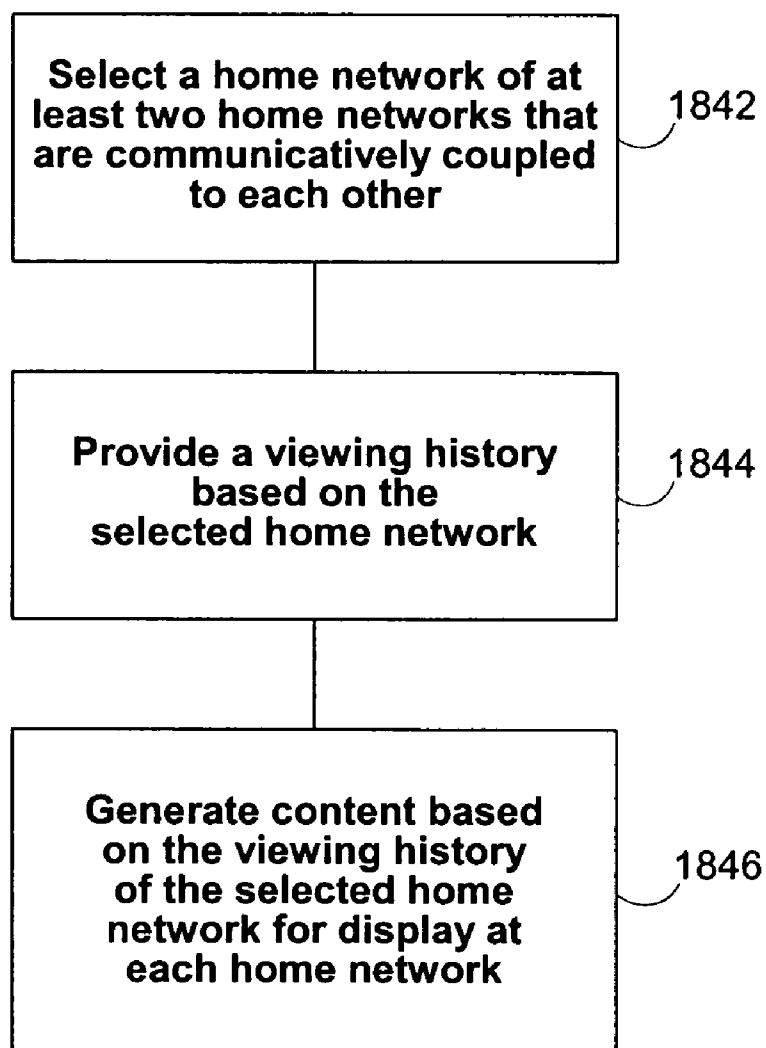 Select a home network of at
least two home networks that
are communicatively coupled
to each other
1842
Provide a viewing history
based on the
selected home network
1844
Generate content based
on the viewing history
of the selected home
network for display at
each home network
1846